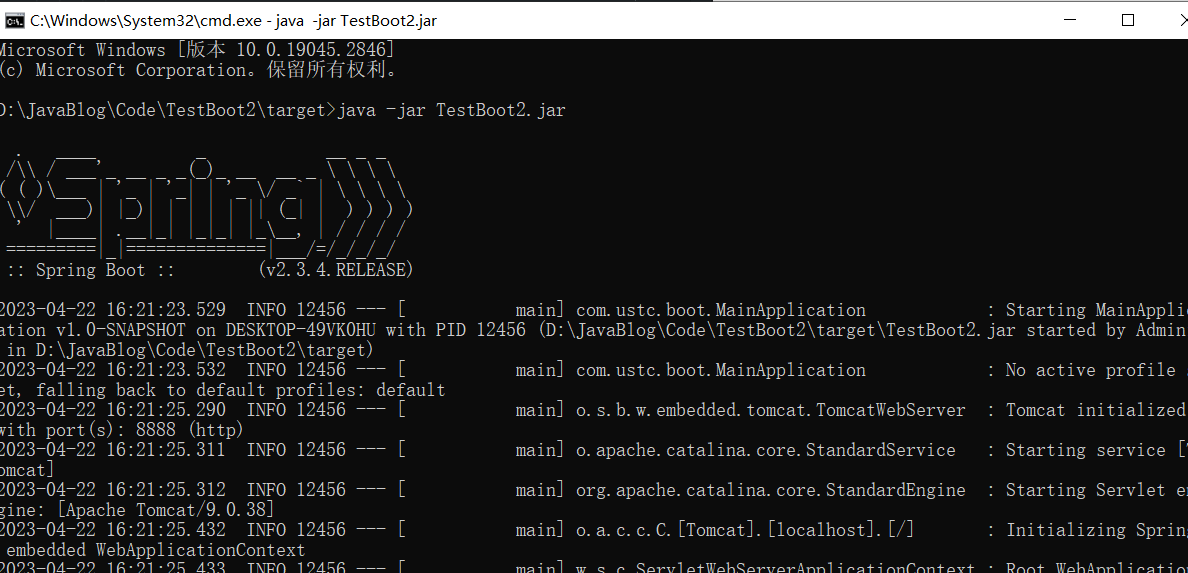 C:\Windows\System32\cmd.exe - java -jar TestBoot2.jar
Microsoft Windows [版本 10.0.19045.2846]
(c) Microsoft Corporation。保留所有权利。
D:\JavaBlog\Code\TestBoot2\target>java -jar TestBoot2.jar
Spring
:: Spring Boot :: (v2.3.4.RELEASE)
2023-04-22 16:21:23.529 INFO 12456 --- [ main] com.ustc.boot.MainApplication : Starting MainApplic
ation v1.0-SNAPSHOT on DESKTOP-49VKOHU with PID 12456 (D:\JavaBlog\Code\TestBoot2\target\TestBoot2.jar started by Admin
in D:\JavaBlog\Code\TestBoot2\target)
2023-04-22 16:21:23.532 INFO 12456 --- [ main] com.ustc.boot.MainApplication : No active profile
et, falling back to default profiles: default
2023-04-22 16:21:25.290 INFO 12456 --- [ main] o.s.b.w.embedded.tomcat.TomcatWebServer : Tomcat initialized
with port(s): 8888 (http)
2023-04-22 16:21:25.311 INFO 12456 --- [ main] o.apache.catalina.core.StandardService : Starting service [
omcat]
2023-04-22 16:21:25.312 INFO 12456 --- [ main] org.apache.catalina.core.StandardEngine : Starting Servlet en
gine: [Apache Tomcat/9.0.38]
2023-04-22 16:21:25.432 INFO 12456 --- [ main] o.a.c.c.C.[Tomcat].[localhost].[/] : Initializing Spring
embedded WebApplicationContext
2023-04-22 16:21:25.433 INFO 12456 --- [ main] w.s.c.ServletWebServerApplicationContext : Root WebApplication